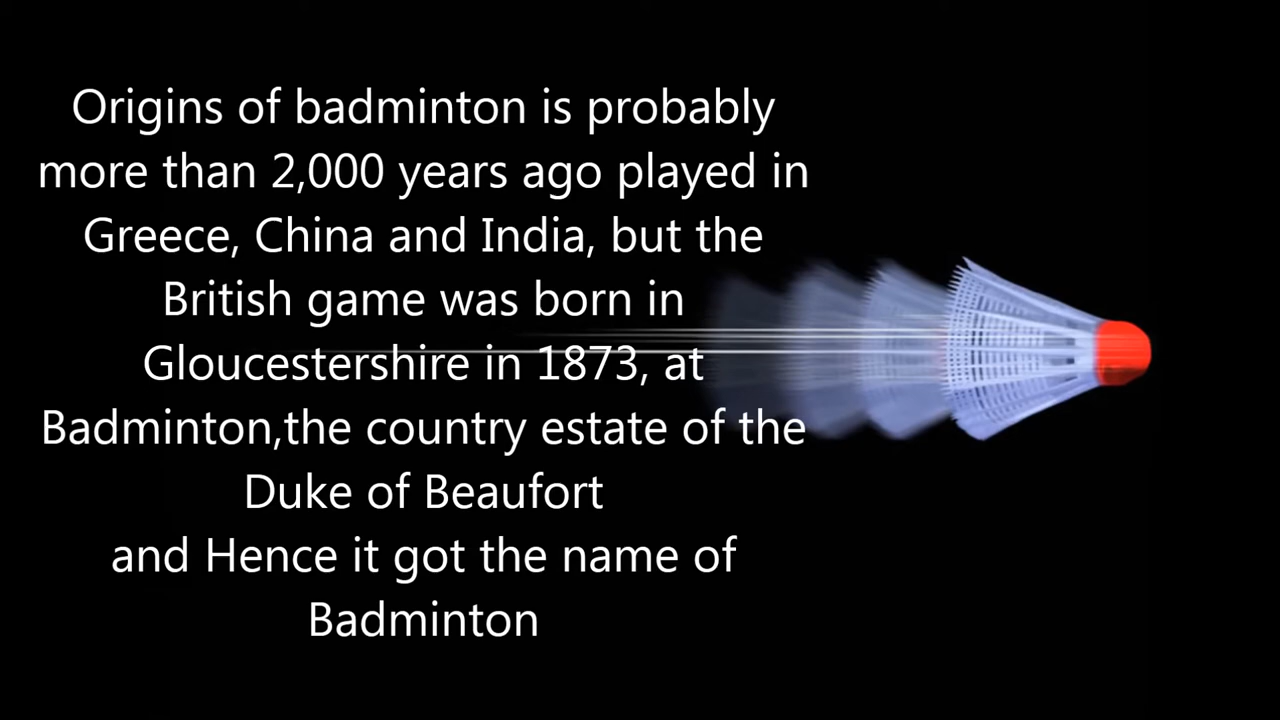 Origins of badminton is probably
more than 2,000 years ago played in
Greece, China and India, but the
British game was born in
Gloucestershire in 1873, at
Badminton,the country estate of the
Duke of Beaufort
and Hence it got the name of
Badminton